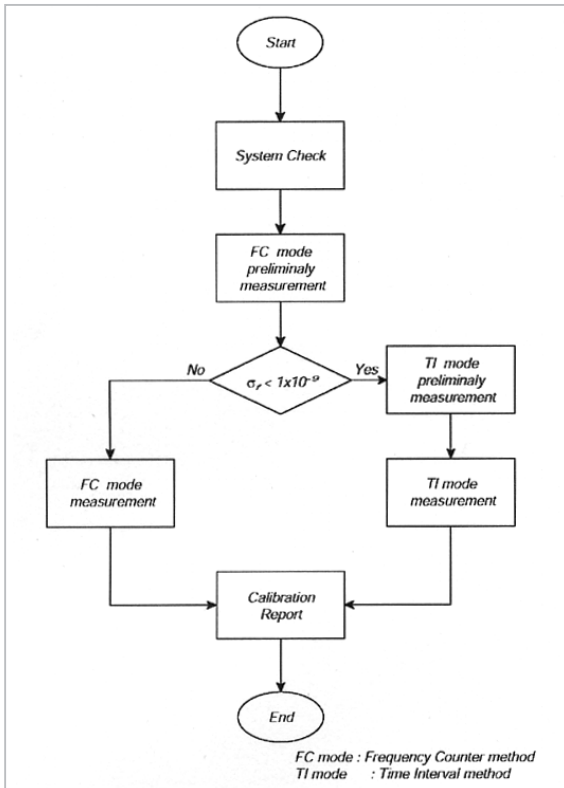 Start
System Check
FC mode
preliminaly
measurement
No
σr < 1x10⁻⁹
Yes
TI mode
preliminaly
measurement
FC mode
measurement
TI mode
measurement
Calibration
Report
End
FC mode : Frequency Counter method
TI mode : Time Interval method